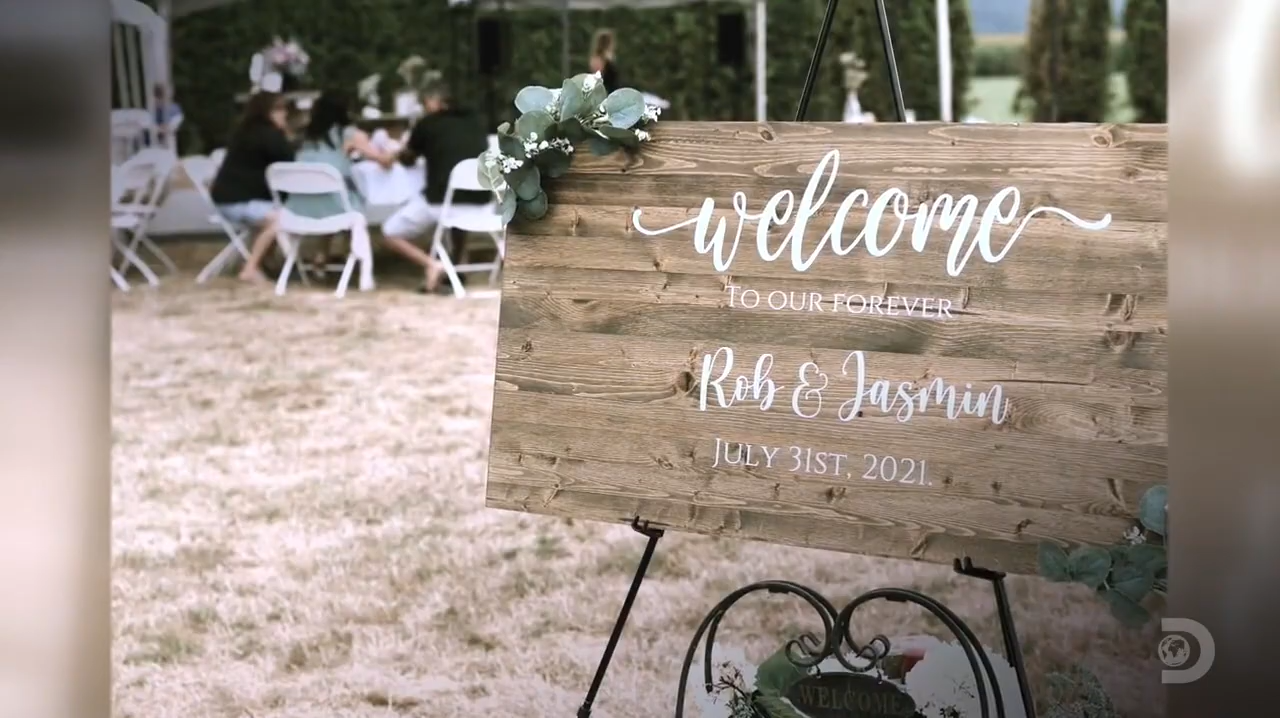 welcome
TO OUR FOREVER
Rob & Jasmin
JULY 31ST, 2021.
WELCOME